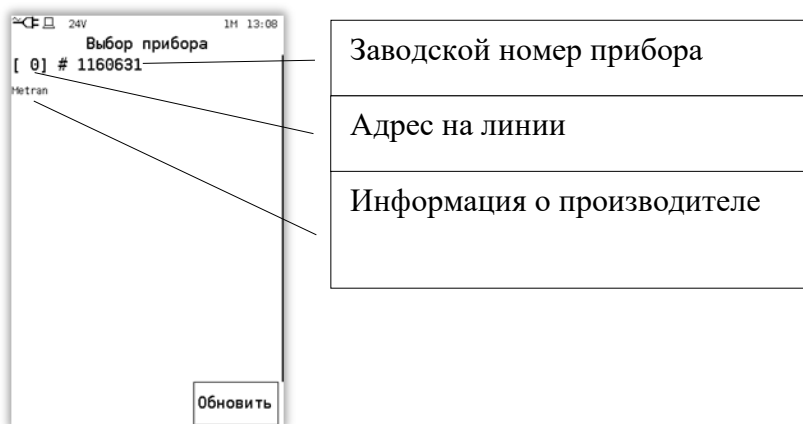 24V 1M 13:08
Выбор прибора
[ 0] # 1160631
Metran
Обновить
Заводской номер прибора
Адрес на линии
Информация о производителе